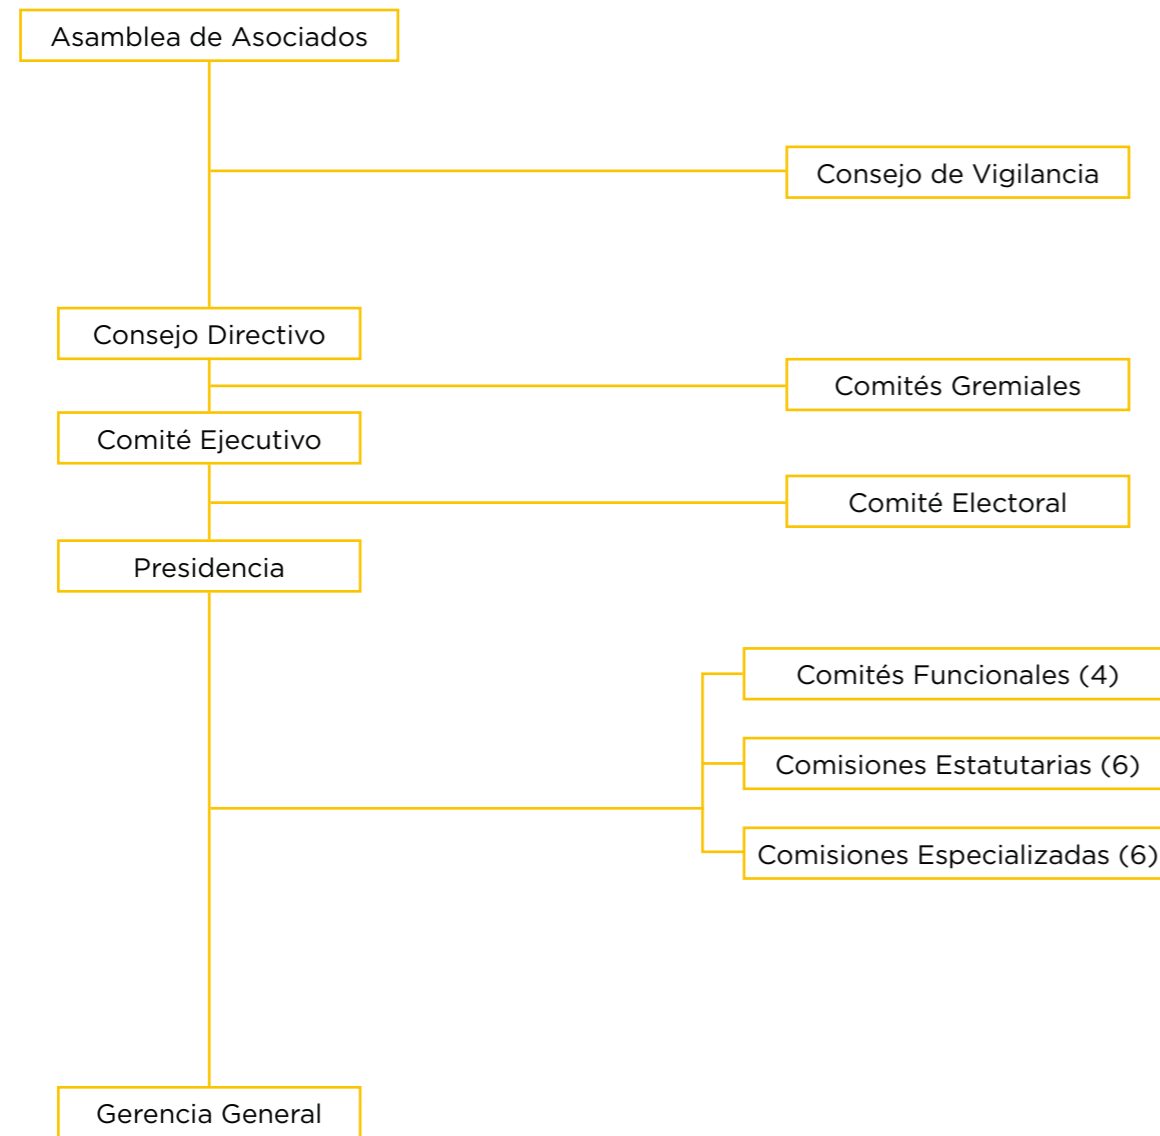 Asamblea de Asociados
Consejo de Vigilancia
Consejo Directivo
Comités Gremiales
Comité Ejecutivo
Comité Electoral
Presidencia
Comités Funcionales (4)
Comisiones Estatutarias (6)
Comisiones Especializadas (6)
Gerencia General